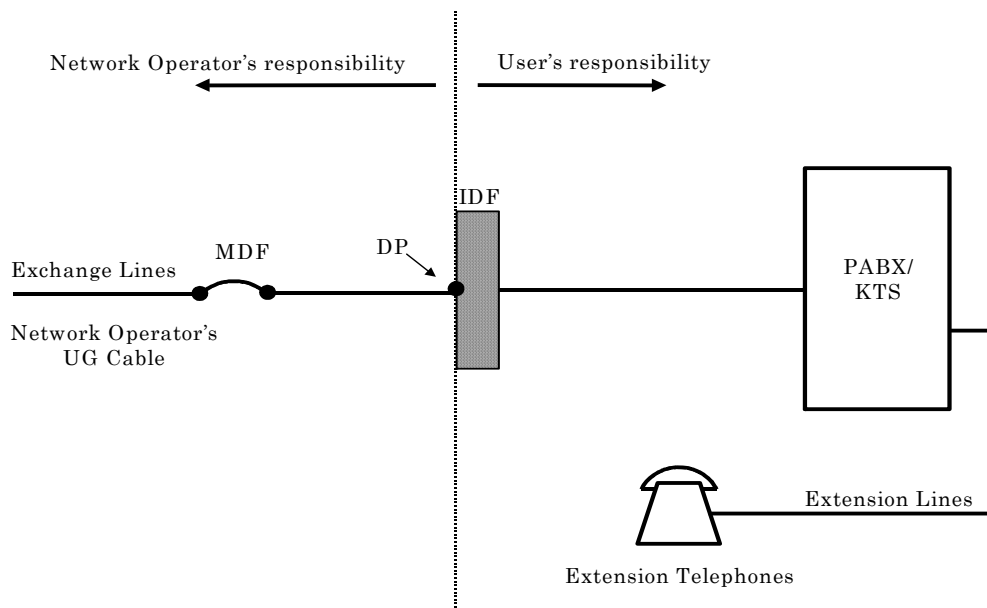 Network Operator's responsibility
User's responsibility
IDF
DP
MDF
Exchange Lines
Network Operator's
UG Cable
PABX/
KTS
Extension Lines
Extension Telephones